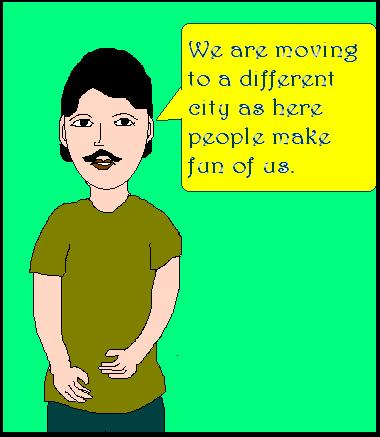 We are moving
to a different
city as here
people make
fun of us.